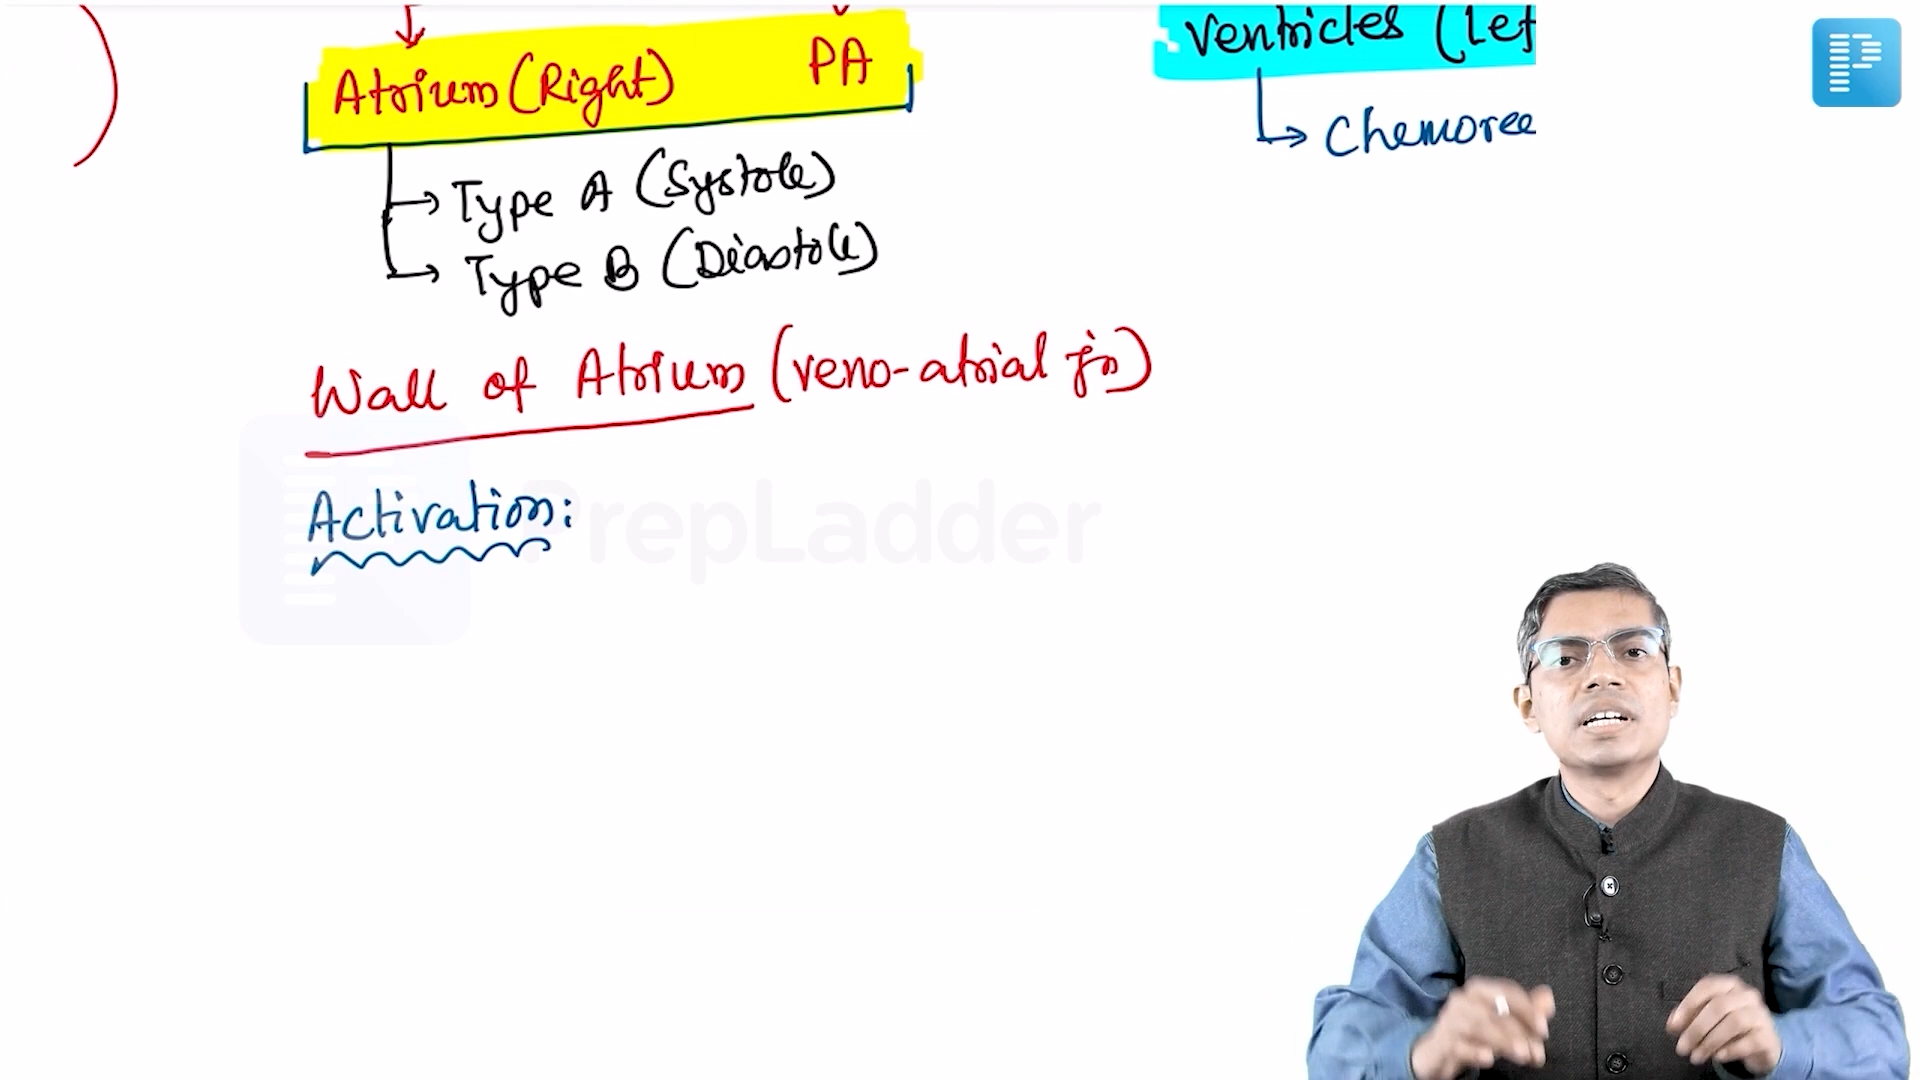 Atrium (Right) PA
Type A (Systole)
Type B (Diastole)
Wall of Atrium (veno-atrial jn)
Activation:
ventricles (Lef
Chemorec
PrepLadder